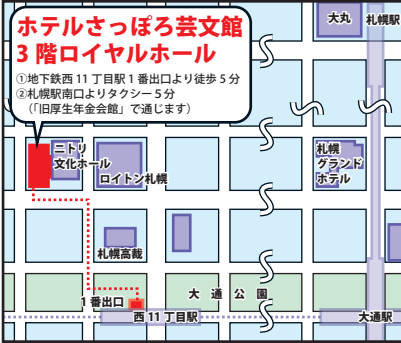 ホテルさっぽろ芸文館
3 階ロイヤルホール
①地下鉄西 11 丁目駅 1 番出口より徒歩 5 分
②札幌駅南口よりタクシー 5 分
(「旧厚生年金会館」で通じます)
大丸
札幌駅
ニトリ
文化ホール
ロイトン札幌
札幌
グランド
ホテル
札幌高裁
大通公園
1 番出口
西 11 丁目駅
大通駅